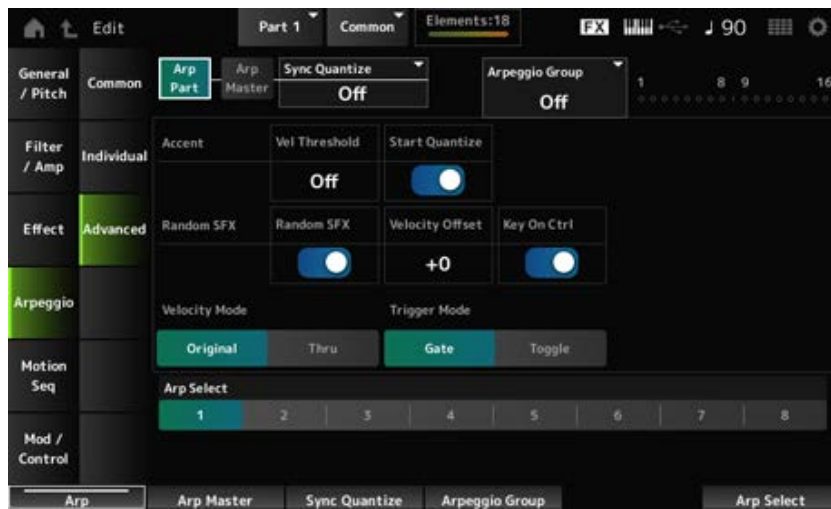 Edit
Part 1
Common
Elements:18
FX
♩ 90
General / Pitch
Common
Arp Part
Arp Master
Sync Quantize
Off
Arpeggio Group
Off
1 8 9 16
Filter / Amp
Individual
Accent
Vel Threshold
Off
Start Quantize
Effect
Advanced
Random SFX
Random SFX
Velocity Offset
+0
Key On Ctrl
Arpeggio
Velocity Mode
Original
Thru
Trigger Mode
Gate
Toggle
Motion Seq
Arp Select
1 2 3 4 5 6 7 8
Mod / Control
Arp
Arp Master
Sync Quantize
Arpeggio Group
Arp Select